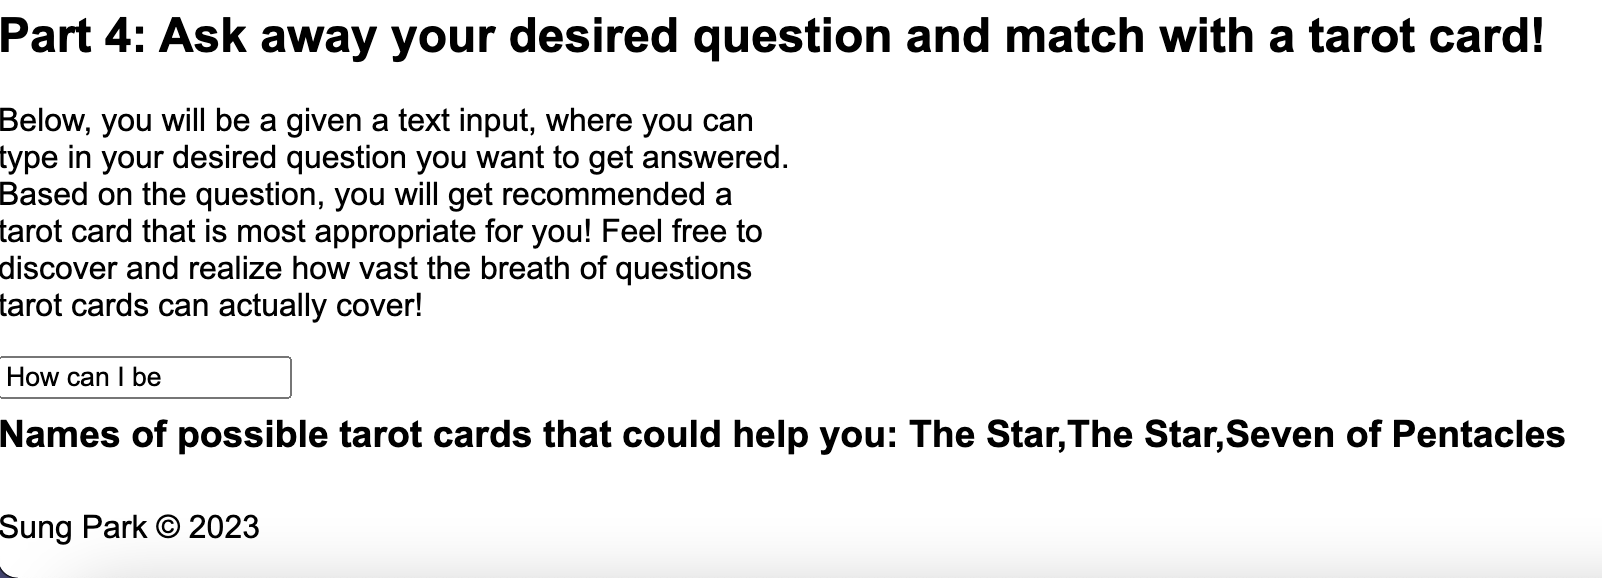 Part 4: Ask away your desired question and match with a tarot card!
Below, you will be a given a text input, where you can
type in your desired question you want to get answered.
Based on the question, you will get recommended a
tarot card that is most appropriate for you! Feel free to
discover and realize how vast the breath of questions
tarot cards can actually cover!
How can I be
Names of possible tarot cards that could help you: The Star,The Star,Seven of Pentacles
Sung Park © 2023